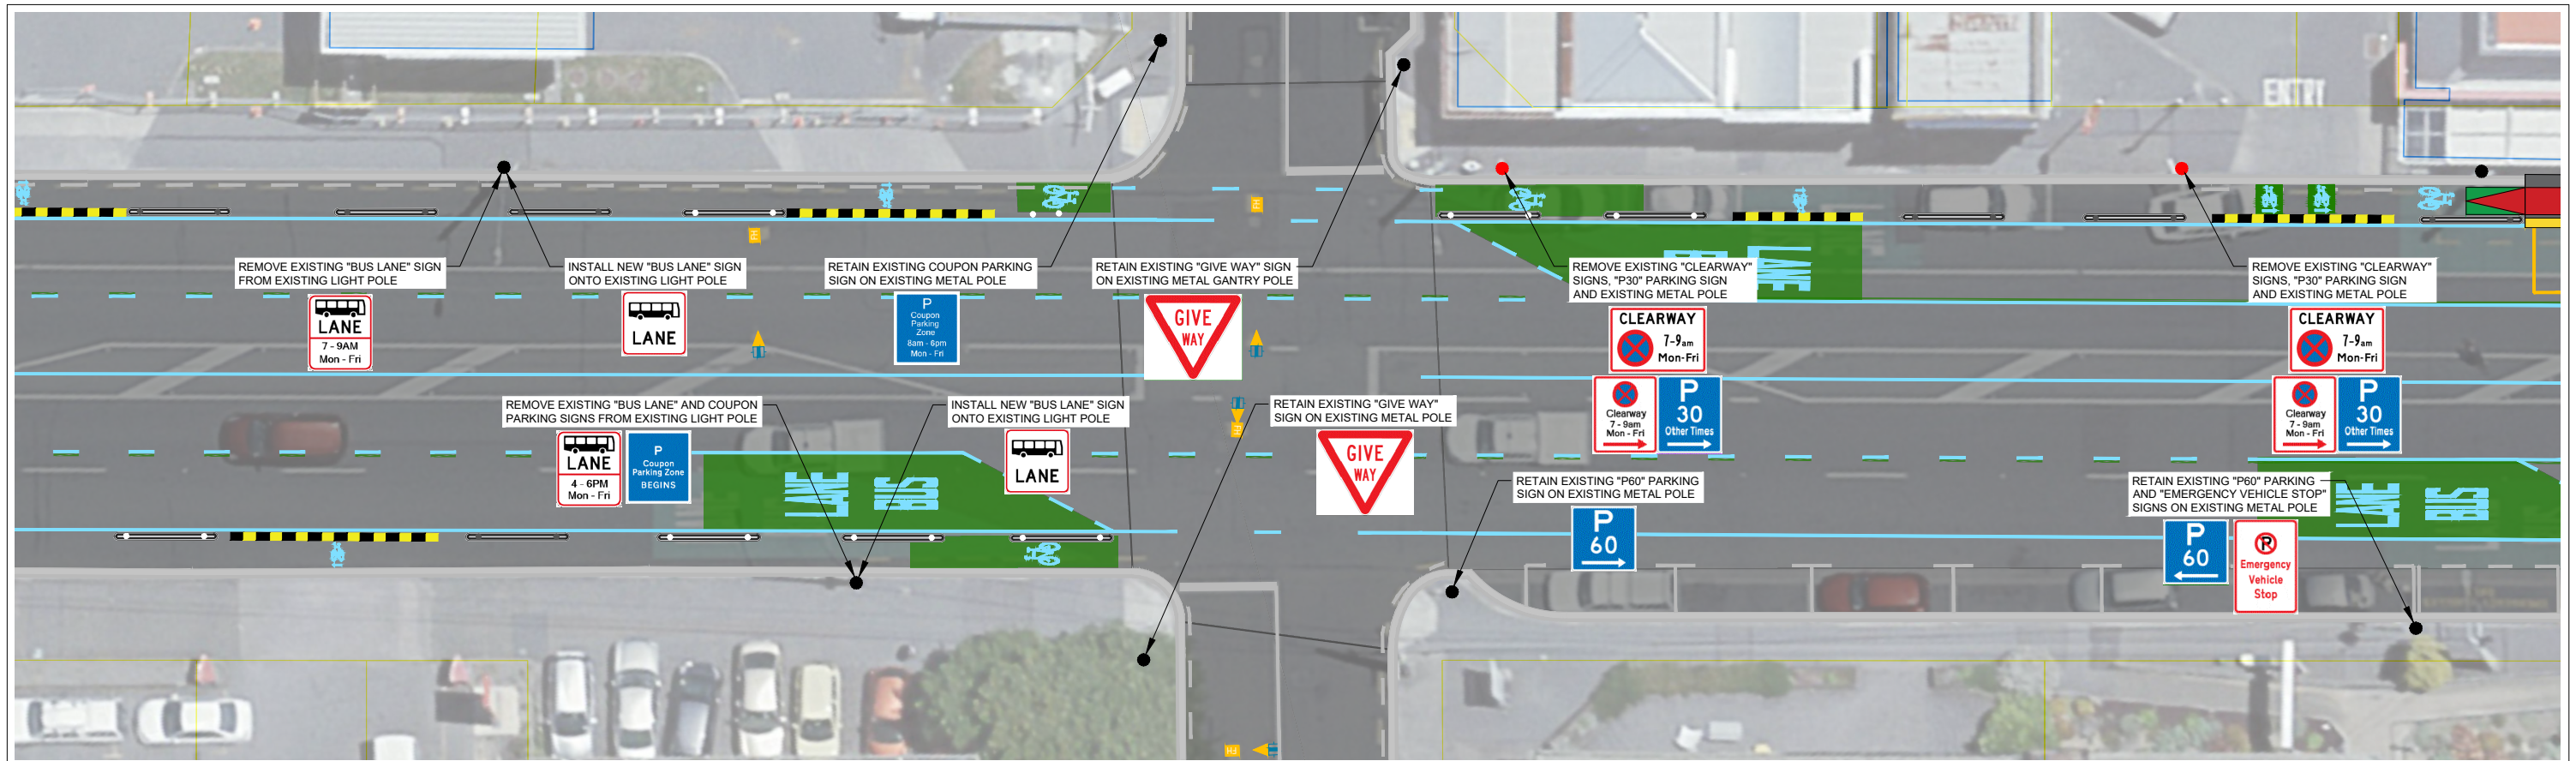 ENTRY
REMOVE EXISTING "BUS LANE" SIGN
FROM EXISTING LIGHT POLE
LANE
7 - 9AM
Mon - Fri
INSTALL NEW "BUS LANE" SIGN
ONTO EXISTING LIGHT POLE
LANE
RETAIN EXISTING COUPON PARKING
SIGN ON EXISTING METAL POLE
P
Coupon
Parking
Zone
8am - 6pm
Mon - Fri
RETAIN EXISTING "GIVE WAY" SIGN
ON EXISTING METAL GANTRY POLE
GIVE
WAY
REMOVE EXISTING "CLEARWAY"
SIGNS, "P30" PARKING SIGN
AND EXISTING METAL POLE
CLEARWAY
7-9am
Mon-Fri
Clearway
7 - 9am
Mon - Fri
P
30
Other Times
REMOVE EXISTING "CLEARWAY"
SIGNS, "P30" PARKING SIGN
AND EXISTING METAL POLE
CLEARWAY
7-9am
Mon-Fri
Clearway
7 - 9am
Mon - Fri
P
30
Other Times
REMOVE EXISTING "BUS LANE" AND COUPON
PARKING SIGNS FROM EXISTING LIGHT POLE
LANE
4 - 6PM
Mon - Fri
P
Coupon
Parking Zone
BEGINS
LANE
BUS
INSTALL NEW "BUS LANE" SIGN
ONTO EXISTING LIGHT POLE
LANE
RETAIN EXISTING "GIVE WAY"
SIGN ON EXISTING METAL POLE
GIVE
WAY
RETAIN EXISTING "P60" PARKING
SIGN ON EXISTING METAL POLE
P
60
RETAIN EXISTING "P60" PARKING
AND "EMERGENCY VEHICLE STOP"
SIGNS ON EXISTING METAL POLE
P
60
P
Emergency
Vehicle
Stop
LANE
BUS